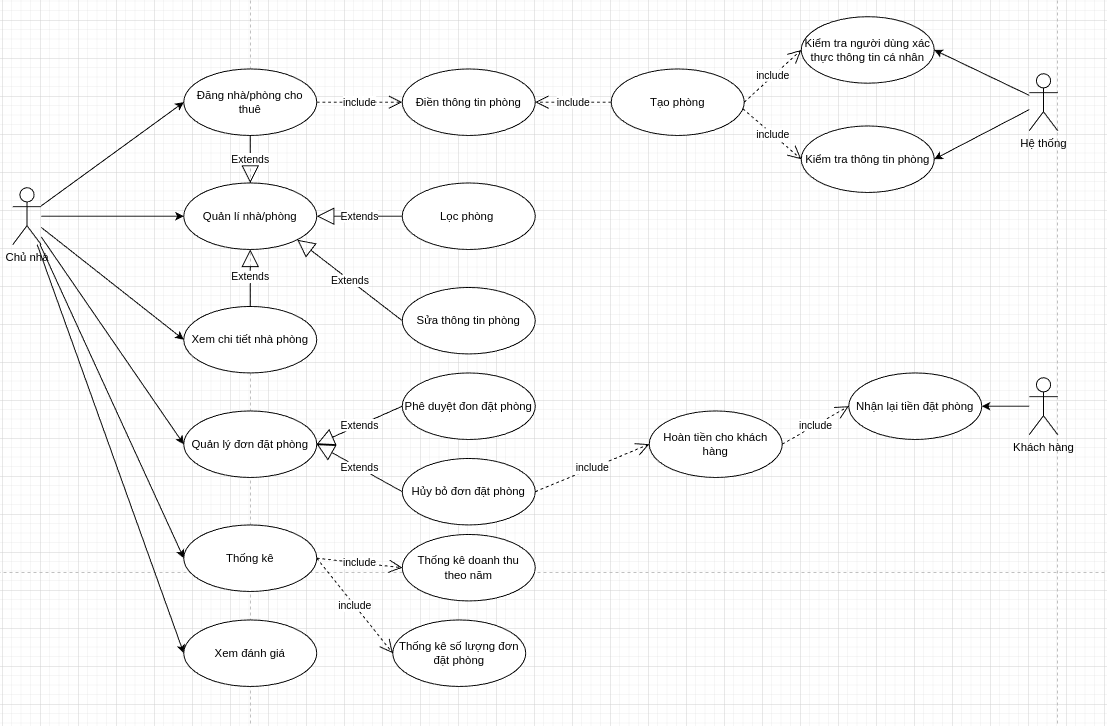 Kiểm tra người dùng xác
thực thông tin cá nhân
include
Đăng nhà/phòng cho
thuê
include
Điền thông tin phòng
include
Tạo phòng
include
Hệ thống
Kiểm tra thông tin phòng
Extends
Quản lí nhà/phòng
Extends
Lọc phòng
Chủ nhà
Extends
Extends
Sửa thông tin phòng
Xem chi tiết nhà phòng
Phê duyệt đon đặt phòng
Nhận lại tiền đặt phòng
Extends
include
Quản lý đơn đặt phòng
Hoàn tiền cho khách
hàng
Khách hàng
Extends
include
Hủy bỏ đơn đặt phòng
Thống kê
include
Thống kê doanh thu
theo năm
include
Xem đánh giá
Thống kê số lượng đơn
đặt phòng